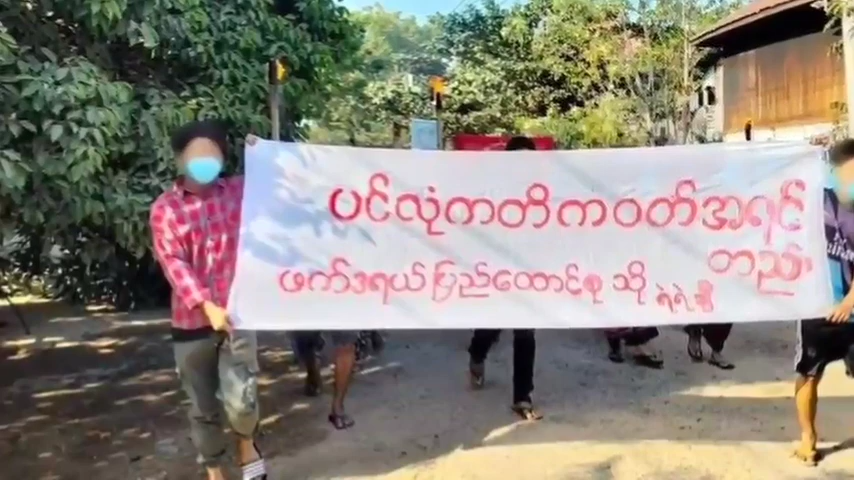 ပင်လုံကတိကဝတ်အရင်
တည်၊
ဖက်ဒရယ်ပြည်ထောင်စု သို့ ရဲရဲချီ